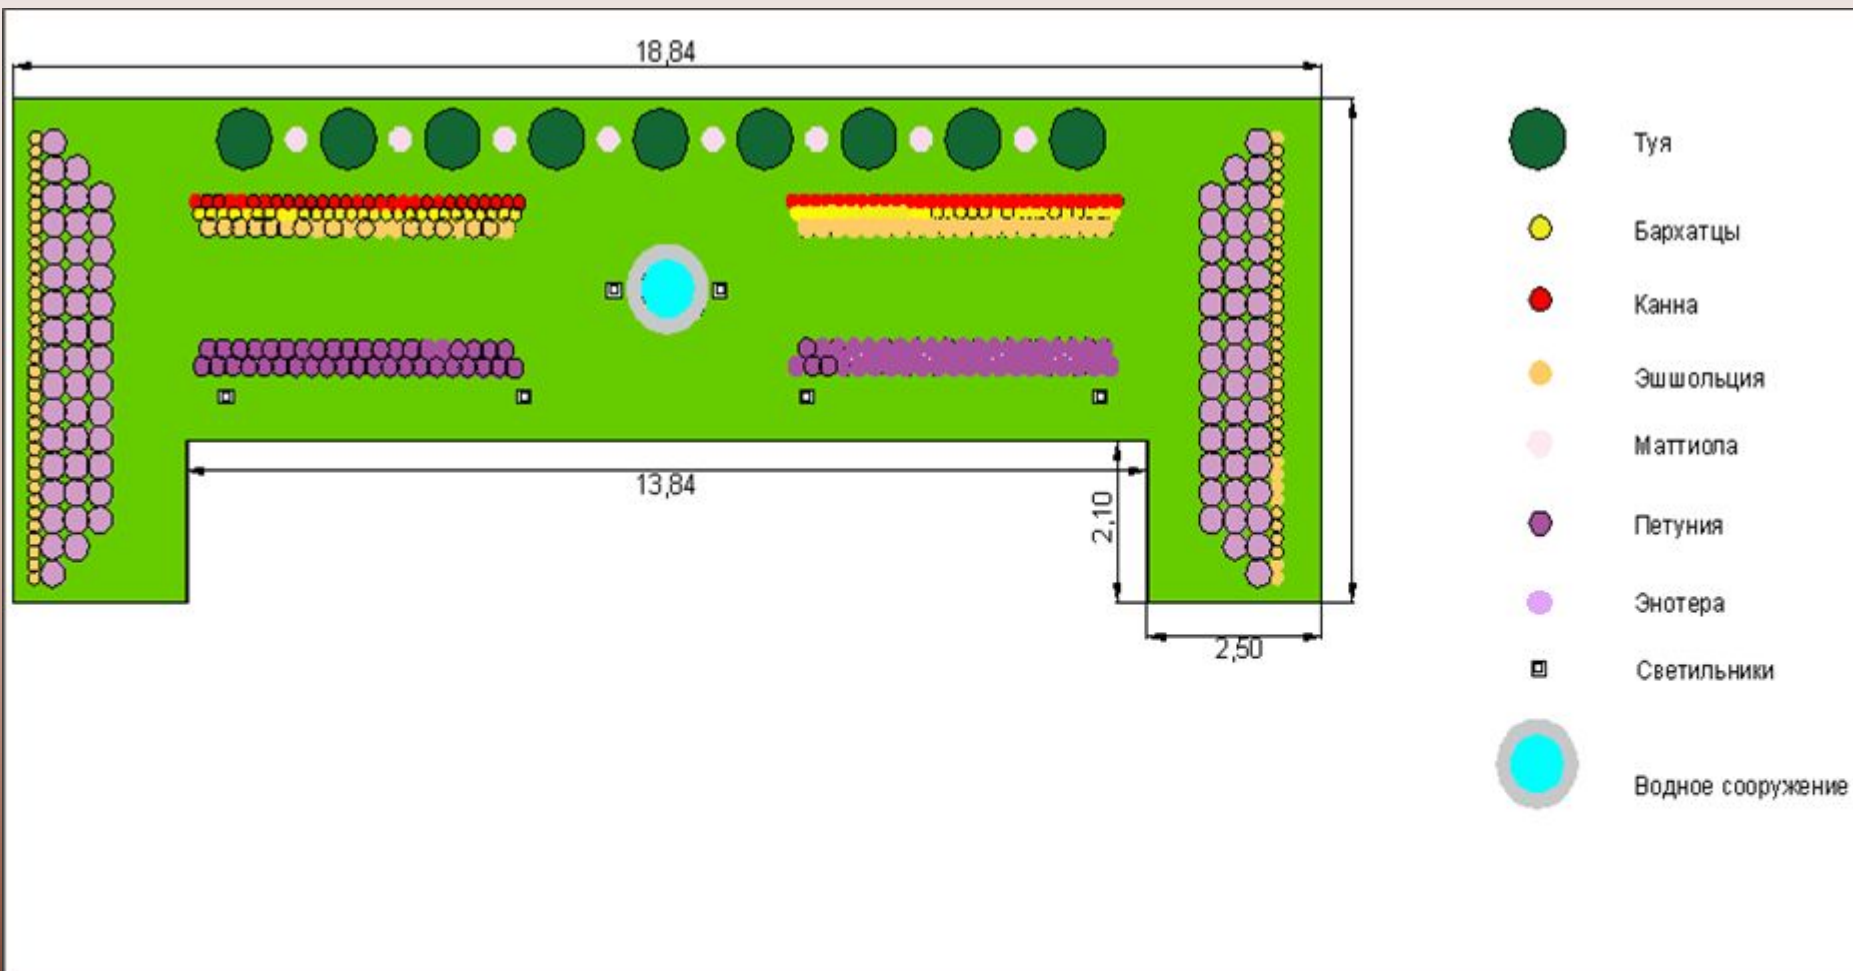 18,84
13,84
2,10
2,50
Туя
Бархатцы
Канна
Эшшольция
Маттиола
Петуния
Энотера
Светильники
Водное сооружение